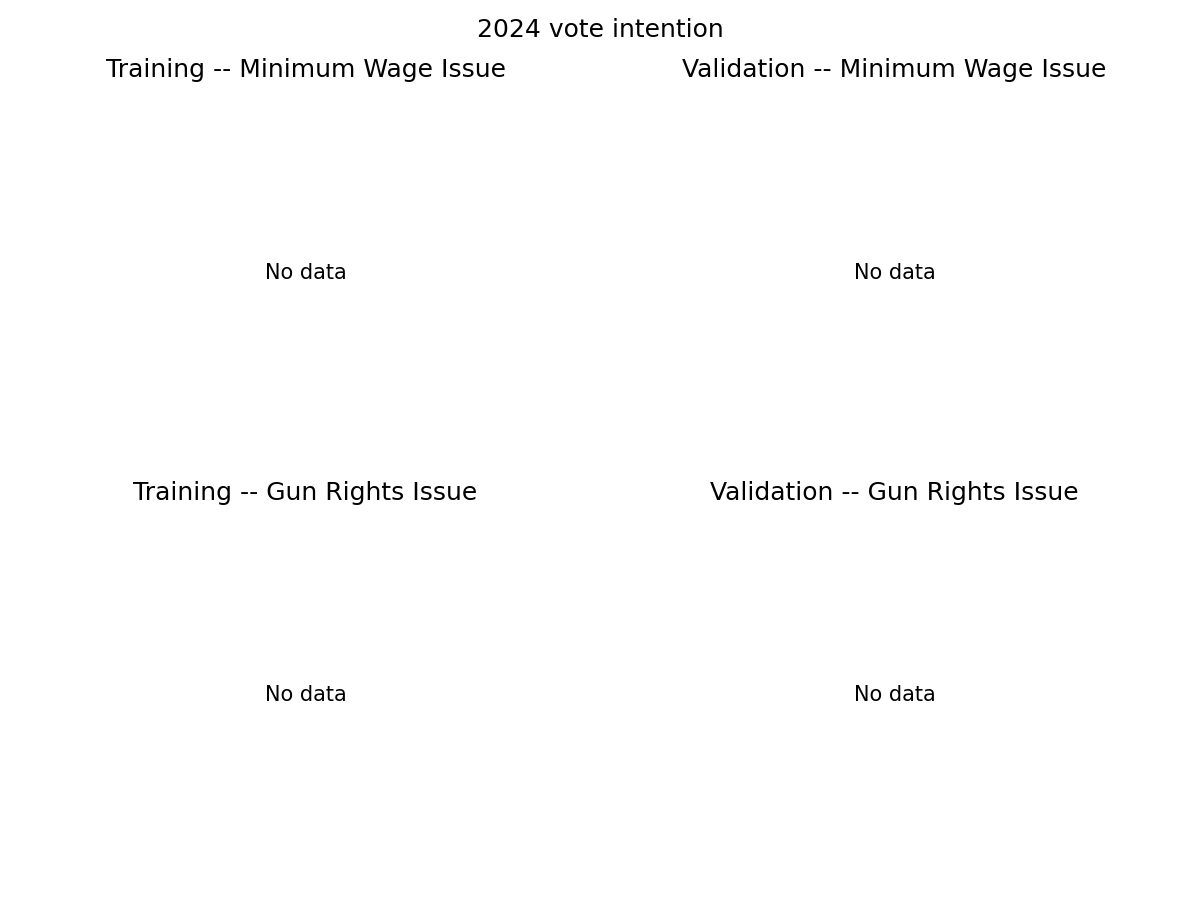 2024 vote intention
Training -- Minimum Wage Issue
Validation -- Minimum Wage Issue
No data
No data
Training -- Gun Rights Issue
Validation -- Gun Rights Issue
No data
No data